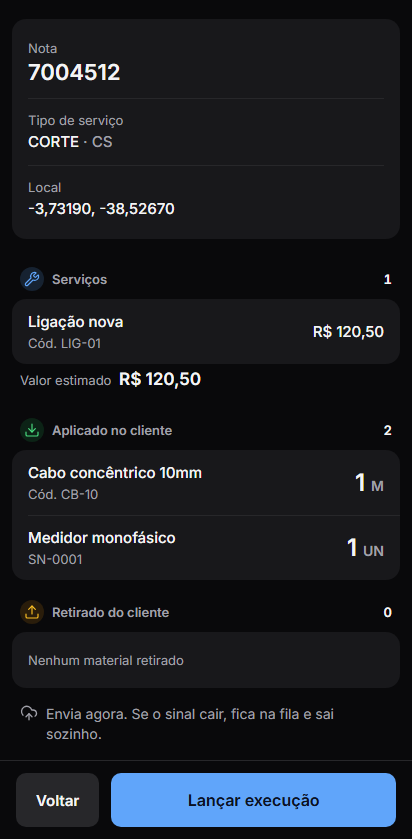 Nota
7004512
Tipo de serviço
CORTE · CS
Local
-3,73190, -38,52670
Serviços 1
Ligação nova R$ 120,50
Cód. LIG-01
Valor estimado R$ 120,50
Aplicado no cliente 2
Cabo concêntrico 10mm 1 M
Cód. CB-10
Medidor monofásico 1 UN
SN-0001
Retirado do cliente 0
Nenhum material retirado
Envia agora. Se o sinal cair, fica na fila e sai
sozinho.
Voltar Lançar execução